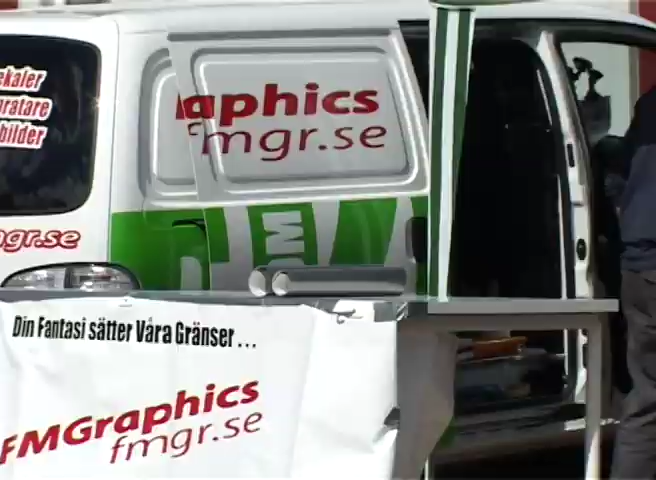 ekaler
ratare
bilder
aphics
fmgr.se
mgr.se
Din Fantasi sätter Våra Gränser...
FMGraphics
fmgr.se